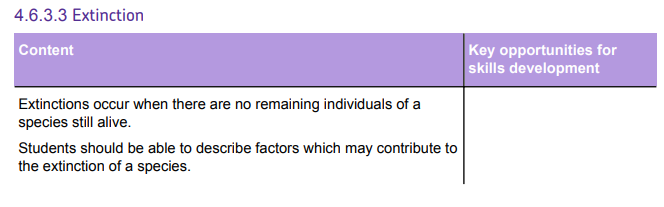 4.6.3.3 Extinction
Content
Key opportunities for
skills development
Extinctions occur when there are no remaining individuals of a
species still alive.
Students should be able to describe factors which may contribute to
the extinction of a species.